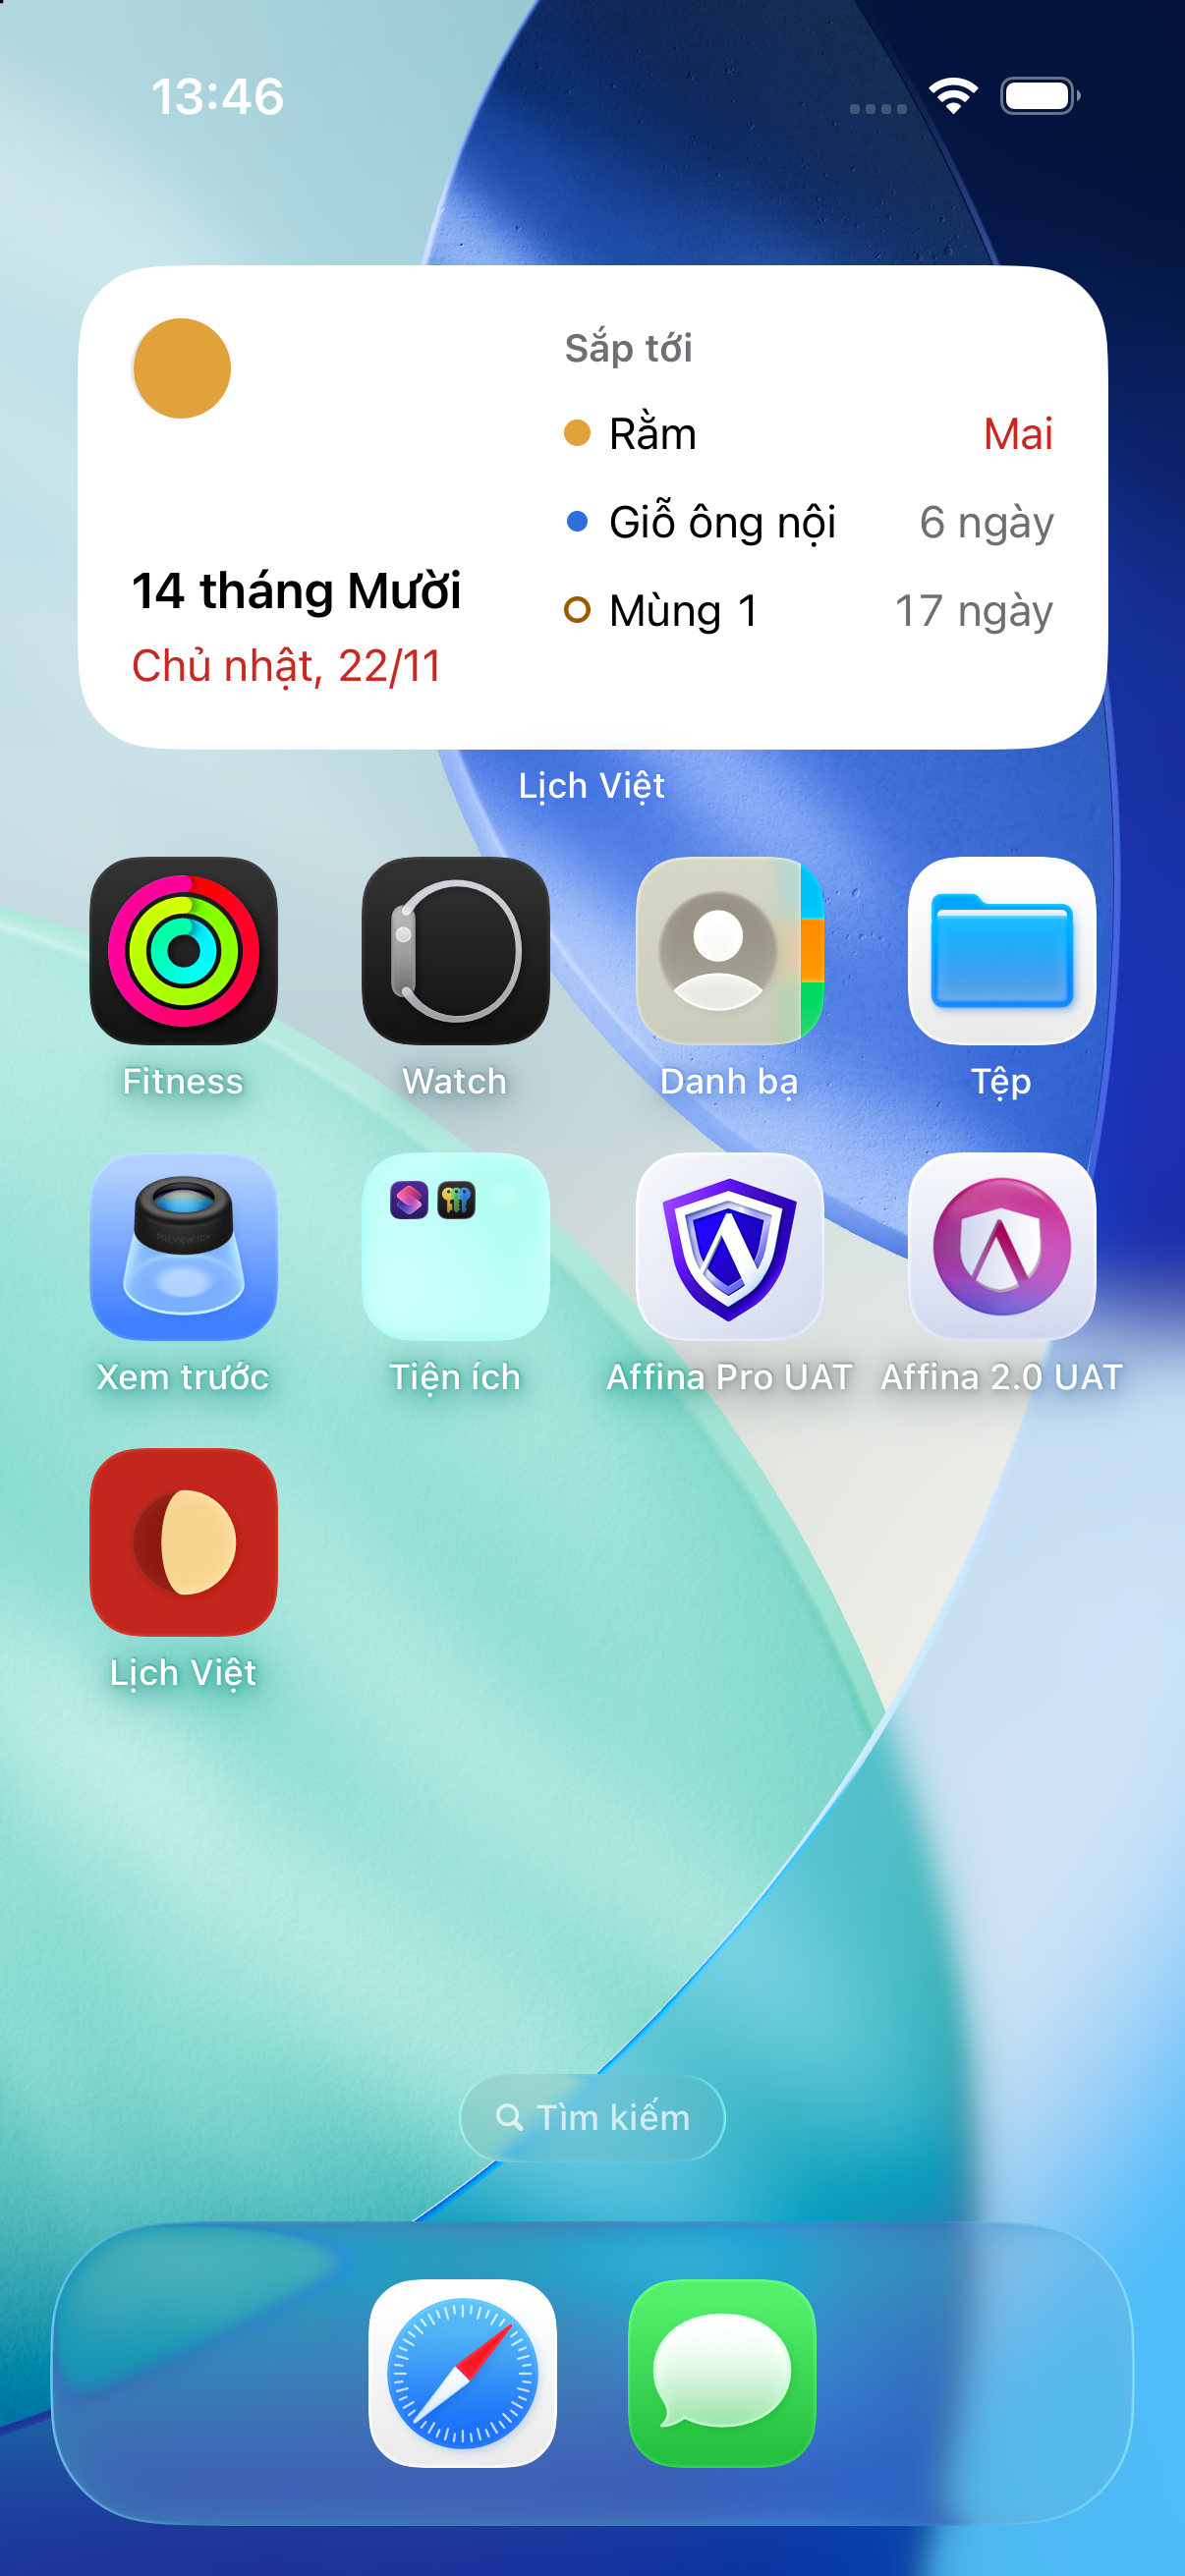 13:46
Sắp tới
Rằm Mai
Giỗ ông nội 6 ngày
Mùng 1 17 ngày
14 tháng Mười
Chủ nhật, 22/11
Lịch Việt
Fitness Watch Danh bạ Tệp
PREVIEW 10×
Xem trước Tiện ích Affina Pro UAT Affina 2.0 UAT
Lịch Việt
Tìm kiếm